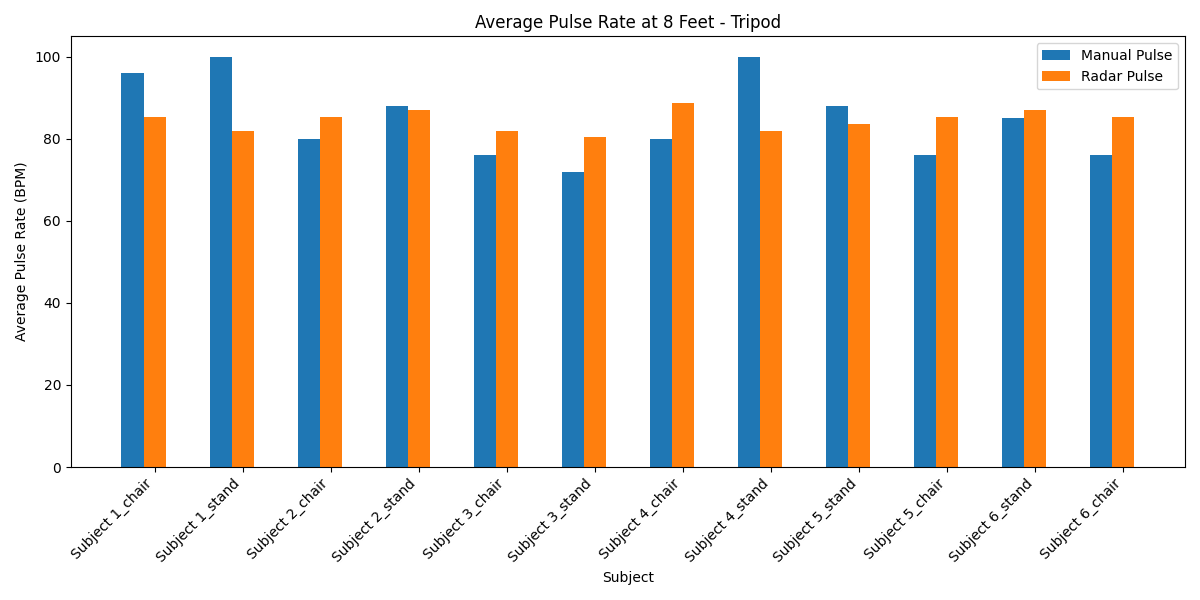 Average Pulse Rate at 8 Feet - Tripod
Manual Pulse
Radar Pulse
Average Pulse Rate (BPM)
100
80
60
40
20
0
Subject 1_chair
Subject 1_stand
Subject 2_chair
Subject 2_stand
Subject 3_chair
Subject 3_stand
Subject 4_chair
Subject 4_stand
Subject 5_stand
Subject 5_chair
Subject 6_stand
Subject 6_chair
Subject